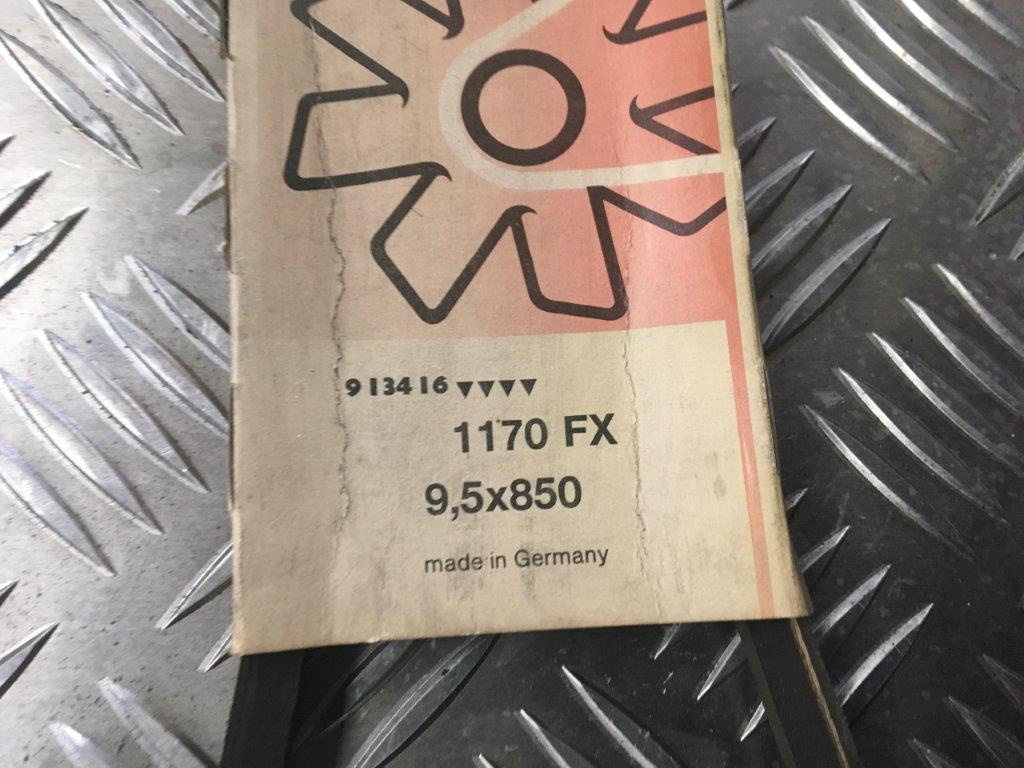 913416 ▼▼▼▼
1170 FX
9,5x850
made in Germany